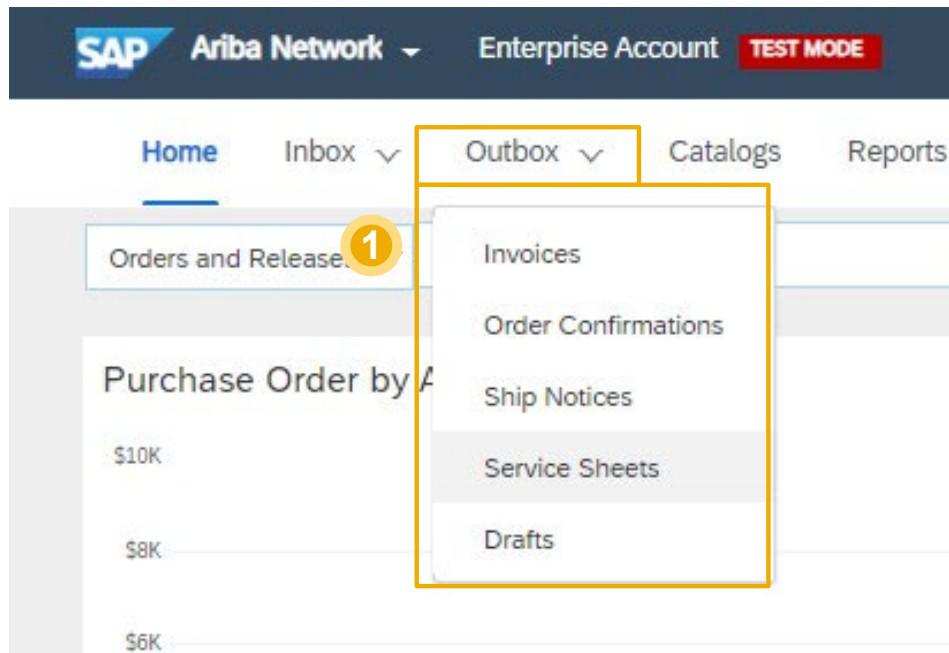 SAP Ariba Network Enterprise Account TEST MODE
Home Inbox Outbox Catalogs Reports
Orders and Release
1
Invoices
Order Confirmations
Purchase Order by
Ship Notices
$10K
Service Sheets
Drafts
$8K
$6K